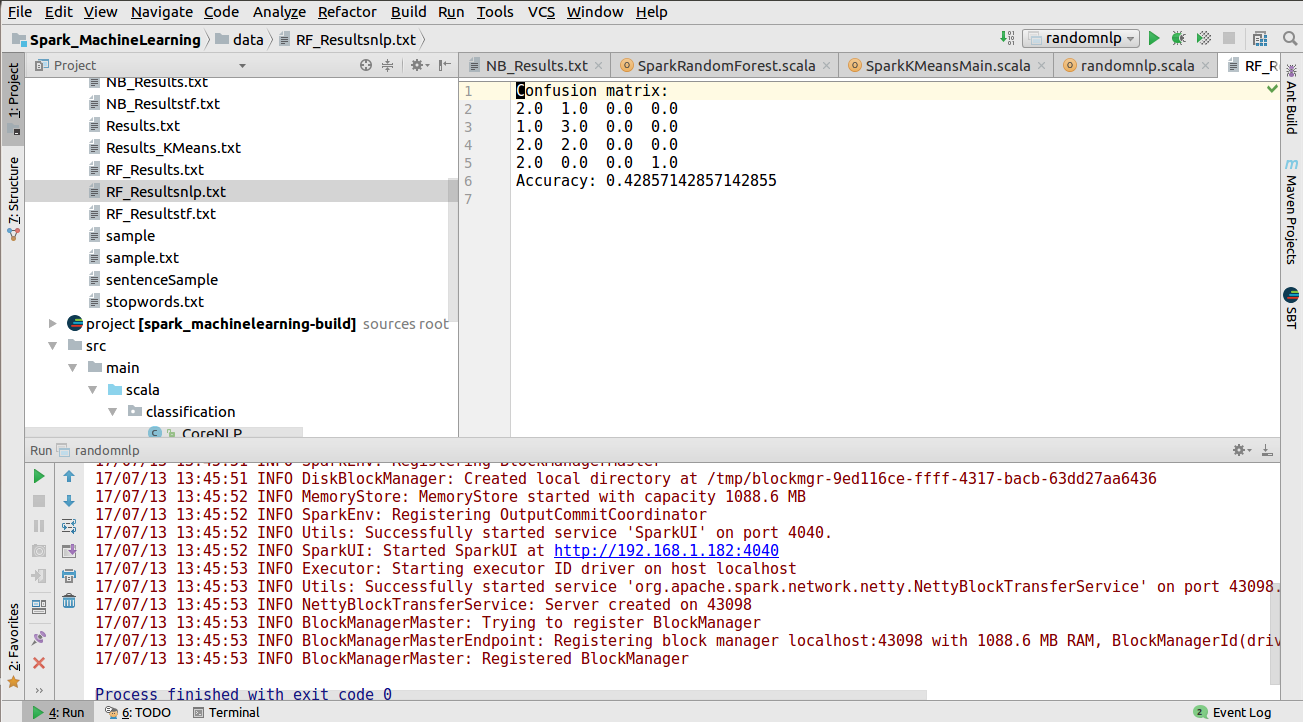 File Edit View Navigate Code Analyze Refactor Build Run Tools VCS Window Help
Spark_MachineLearning data RF_Resultsnlp.txt randomnlp
1: Project
7: Structure
2: Favorites
Project
NB_Results.txt
NB_Resultstf.txt
Results.txt
Results_KMeans.txt
RF_Results.txt
RF_Resultsnlp.txt
RF_Resultstf.txt
sample
sample.txt
sentenceSample
stopwords.txt
project [spark_machinelearning-build] sources root
src
main
scala
classification
CoreNLP
NB_Results.txt SparkRandomForest.scala SparkKMeansMain.scala randomnlp.scala RF_R
1 Confusion matrix:
2 2.0 1.0 0.0 0.0
3 1.0 3.0 0.0 0.0
4 2.0 2.0 0.0 0.0
5 2.0 0.0 0.0 1.0
6 Accuracy: 0.42857142857142855
7
Ant Build
Maven Projects
SBT
Run randomnlp
17/07/13 13:45:51 INFO SparkEnv: Registering BlockManagerMaster
17/07/13 13:45:51 INFO DiskBlockManager: Created local directory at /tmp/blockmgr-9ed116ce-ffff-4317-bacb-63dd27aa6436
17/07/13 13:45:52 INFO MemoryStore: MemoryStore started with capacity 1088.6 MB
17/07/13 13:45:52 INFO SparkEnv: Registering OutputCommitCoordinator
17/07/13 13:45:52 INFO Utils: Successfully started service 'SparkUI' on port 4040.
17/07/13 13:45:52 INFO SparkUI: Started SparkUI at http://192.168.1.182:4040
17/07/13 13:45:53 INFO Executor: Starting executor ID driver on host localhost
17/07/13 13:45:53 INFO Utils: Successfully started service 'org.apache.spark.network.netty.NettyBlockTransferService' on port 43098.
17/07/13 13:45:53 INFO NettyBlockTransferService: Server created on 43098
17/07/13 13:45:53 INFO BlockManagerMaster: Trying to register BlockManager
17/07/13 13:45:53 INFO BlockManagerMasterEndpoint: Registering block manager localhost:43098 with 1088.6 MB RAM, BlockManagerId(driv
17/07/13 13:45:53 INFO BlockManagerMaster: Registered BlockManager
Process finished with exit code 0
4: Run 6: TODO Terminal 2 Event Log